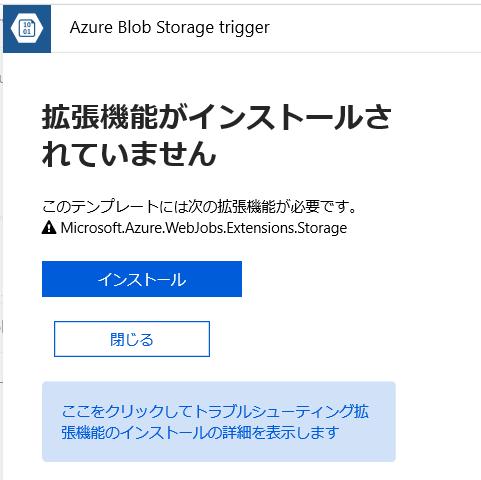 10
01
Azure Blob Storage trigger
拡張機能がインストールさ
れていません
このテンプレートには次の拡張機能が必要です。
Microsoft.Azure.WebJobs.Extensions.Storage
インストール
閉じる
ここをクリックしてトラブルシューティング拡
張機能のインストールの詳細を表示します